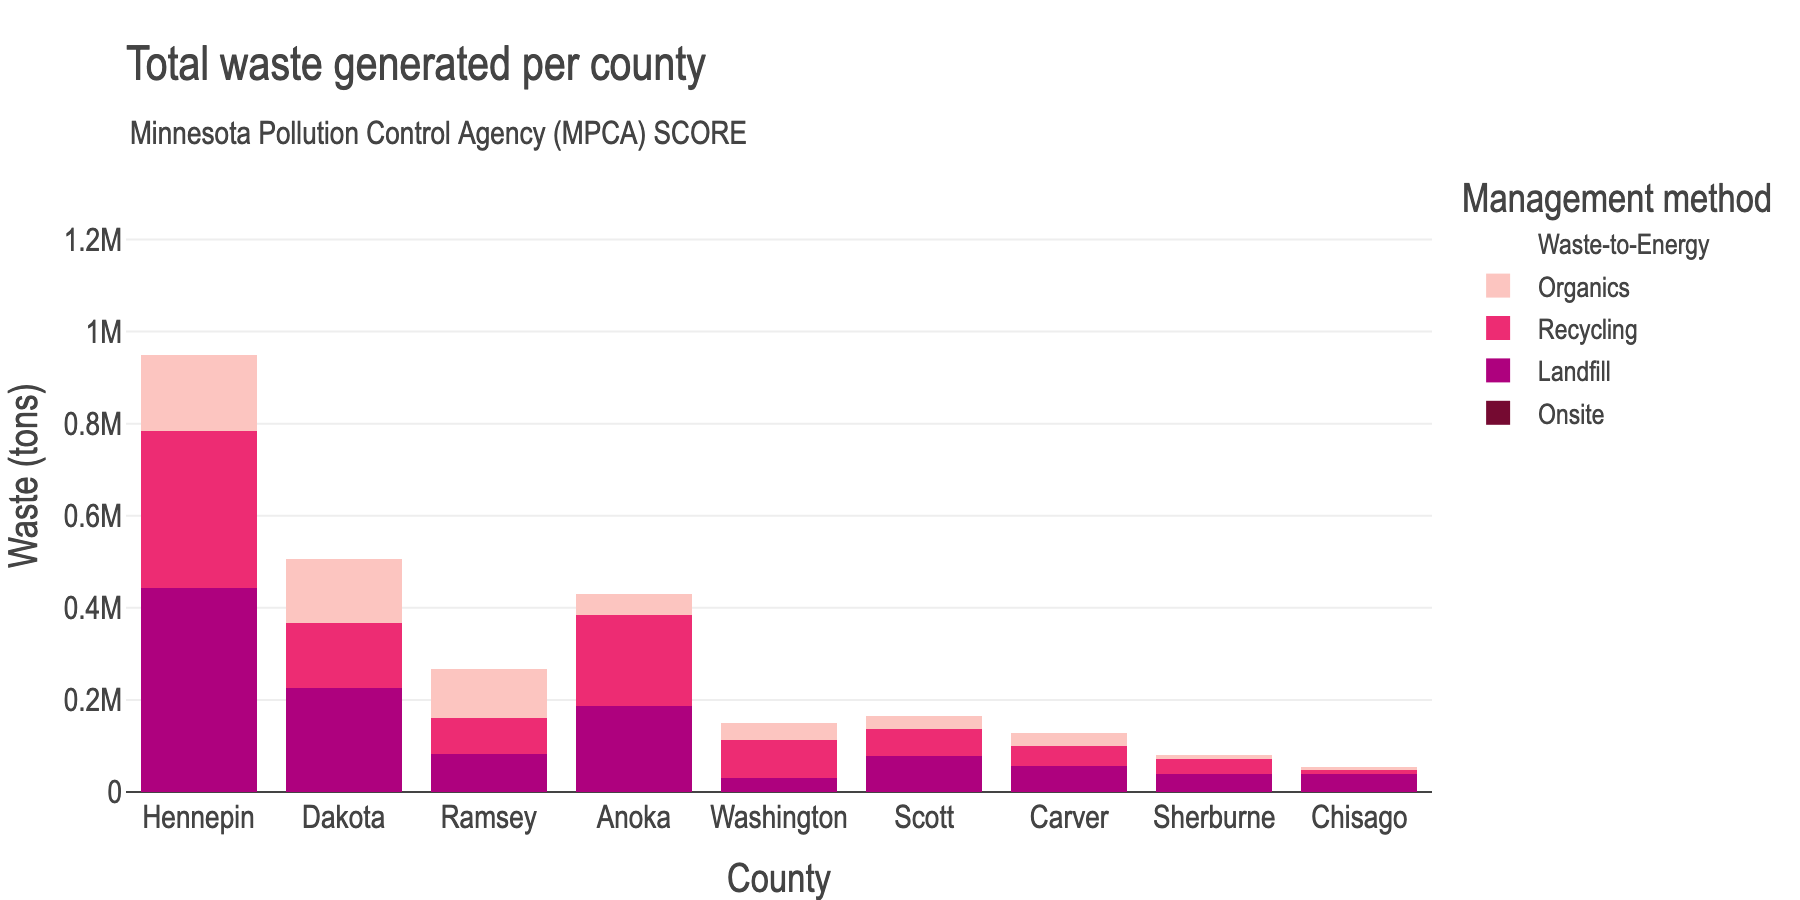 Total waste generated per county
Minnesota Pollution Control Agency (MPCA) SCORE
Management method
Waste-to-Energy
Organics
Recycling
Landfill
Onsite
Waste (tons)
1.2M
1M
0.8M
0.6M
0.4M
0.2M
0
Hennepin Dakota Ramsey Anoka Washington Scott Carver Sherburne Chisago
County